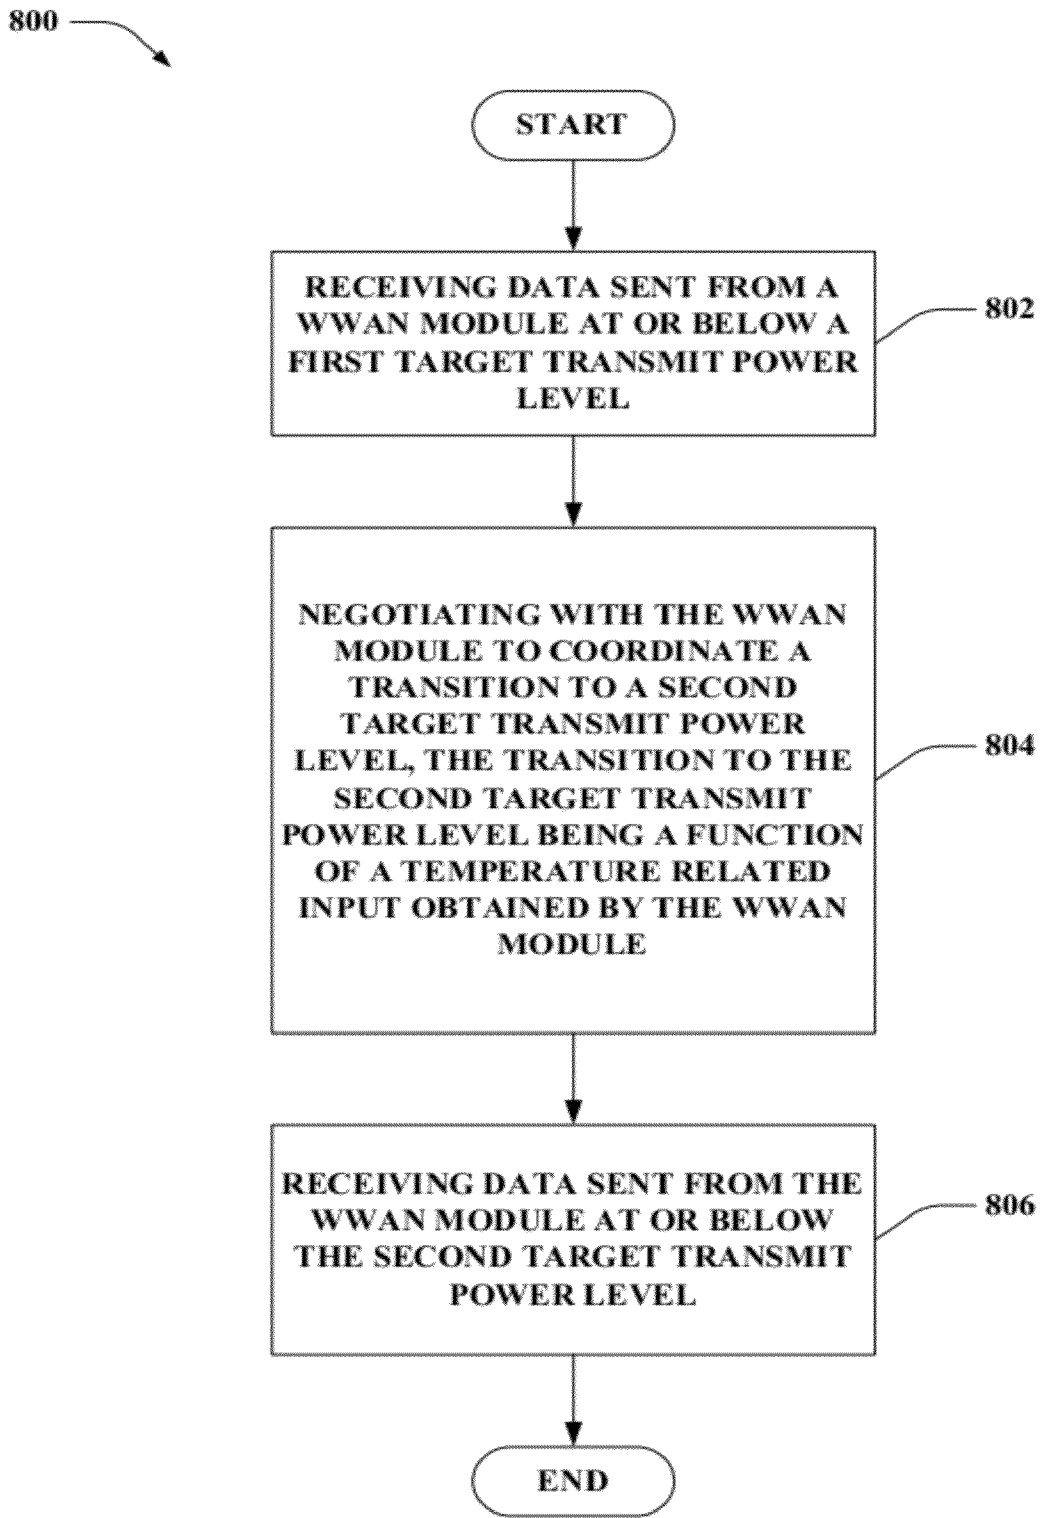 800
START
RECEIVING DATA SENT FROM A
WWAN MODULE AT OR BELOW A
FIRST TARGET TRANSMIT POWER
LEVEL
802
NEGOTIATING WITH THE WWAN
MODULE TO COORDINATE A
TRANSITION TO A SECOND
TARGET TRANSMIT POWER
LEVEL, THE TRANSITION TO THE
SECOND TARGET TRANSMIT
POWER LEVEL BEING A FUNCTION
OF A TEMPERATURE RELATED
INPUT OBTAINED BY THE WWAN
MODULE
804
RECEIVING DATA SENT FROM THE
WWAN MODULE AT OR BELOW
THE SECOND TARGET TRANSMIT
POWER LEVEL
806
END